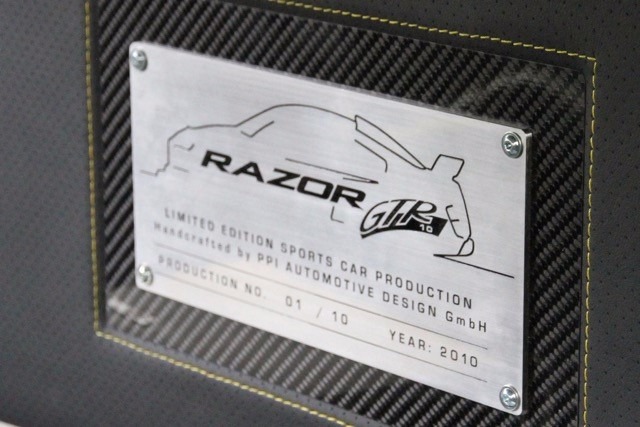 RAZOR
GTR
10
LIMITED EDITION SPORTS CAR PRODUCTION
Handcrafted by PPI AUTOMOTIVE DESIGN GmbH
PRODUCTION NO. 01 / 10 YEAR: 2010